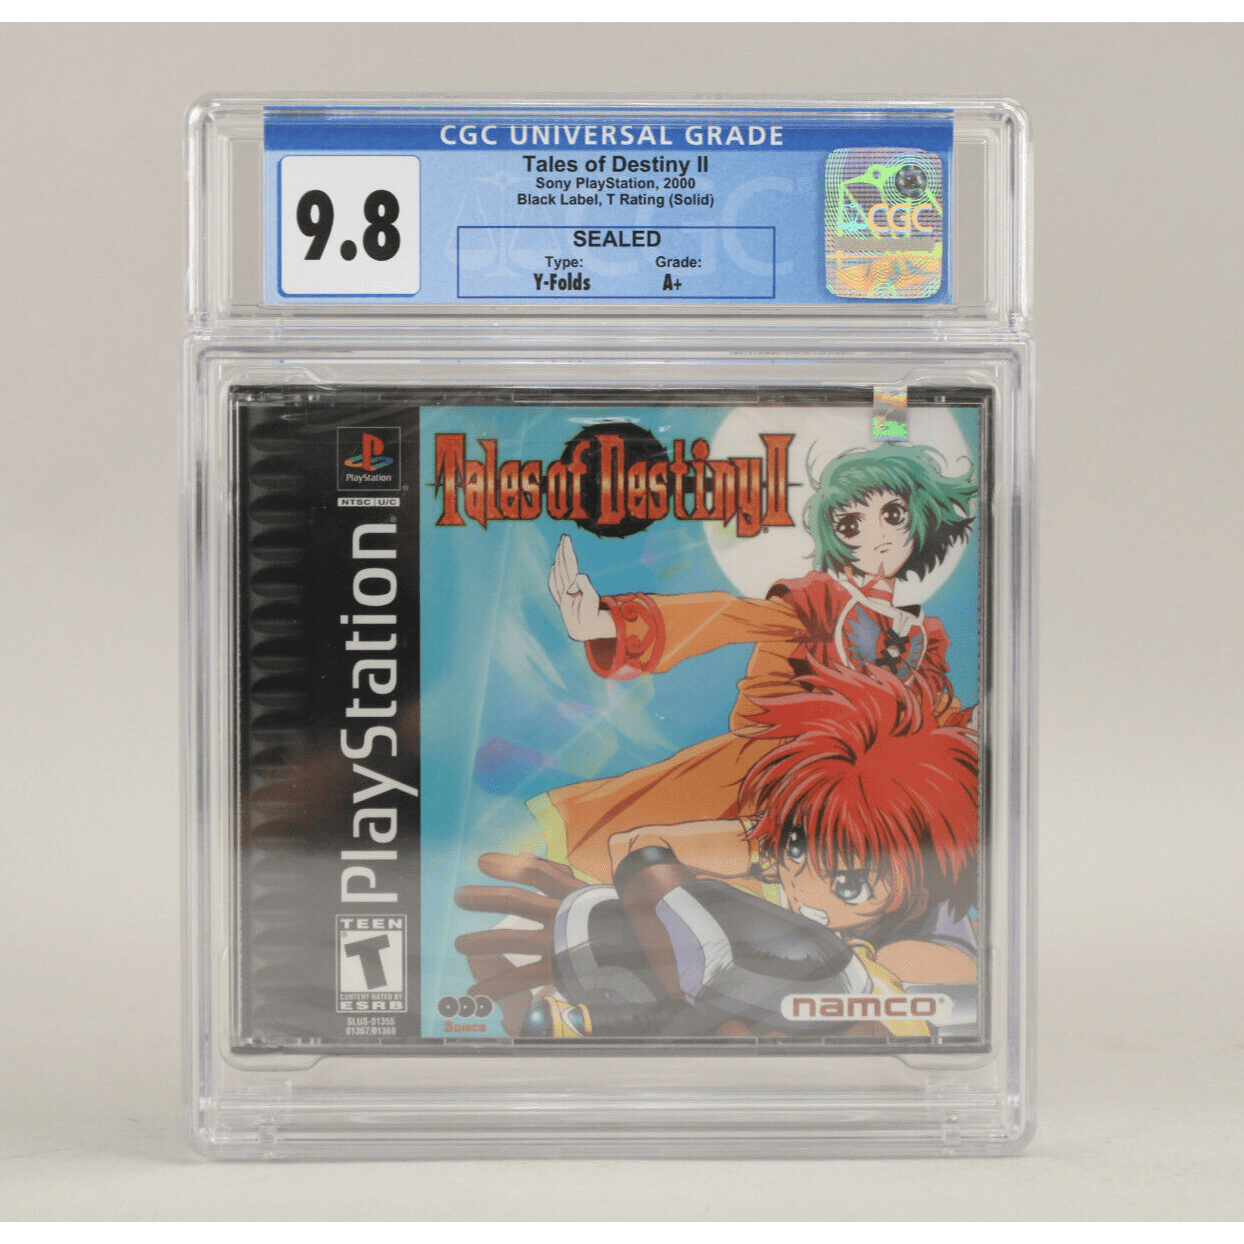 CGC UNIVERSAL GRADE
9.8
Tales of Destiny II
Sony PlayStation, 2000
Black Label, T Rating (Solid)
SEALED
Type: Grade:
Y-Folds A+
CGC
PlayStation
NTSC U/C
PlayStation
Tales of Destiny II
TEEN
T
CONTENT RATED BY
ESRB
SLUS-01355
01367/01368
3 DISCS
namco